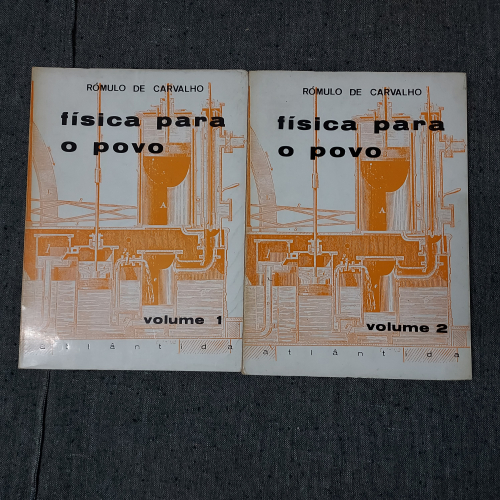 RÓMULO DE CARVALHO
física para
o povo
A
volume 1
atlântida
RÓMULO DE CARVALHO
física para
o povo
A
volume 2
atlântida